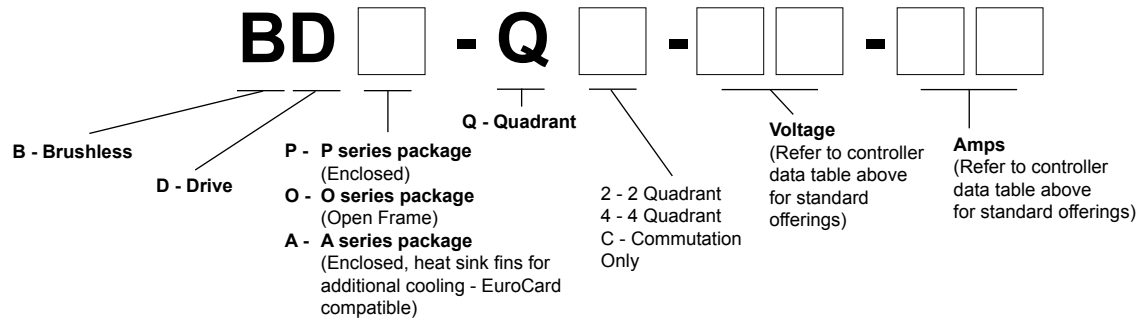 BD - Q - -
B - Brushless
D - Drive
P - P series package
(Enclosed)
O - O series package
(Open Frame)
A - A series package
(Enclosed, heat sink fins for
additional cooling - EuroCard
compatible)
Q - Quadrant
2 - 2 Quadrant
4 - 4 Quadrant
C - Commutation
Only
Voltage
(Refer to controller
data table above
for standard
offerings)
Amps
(Refer to controller
data table above
for standard offerings)